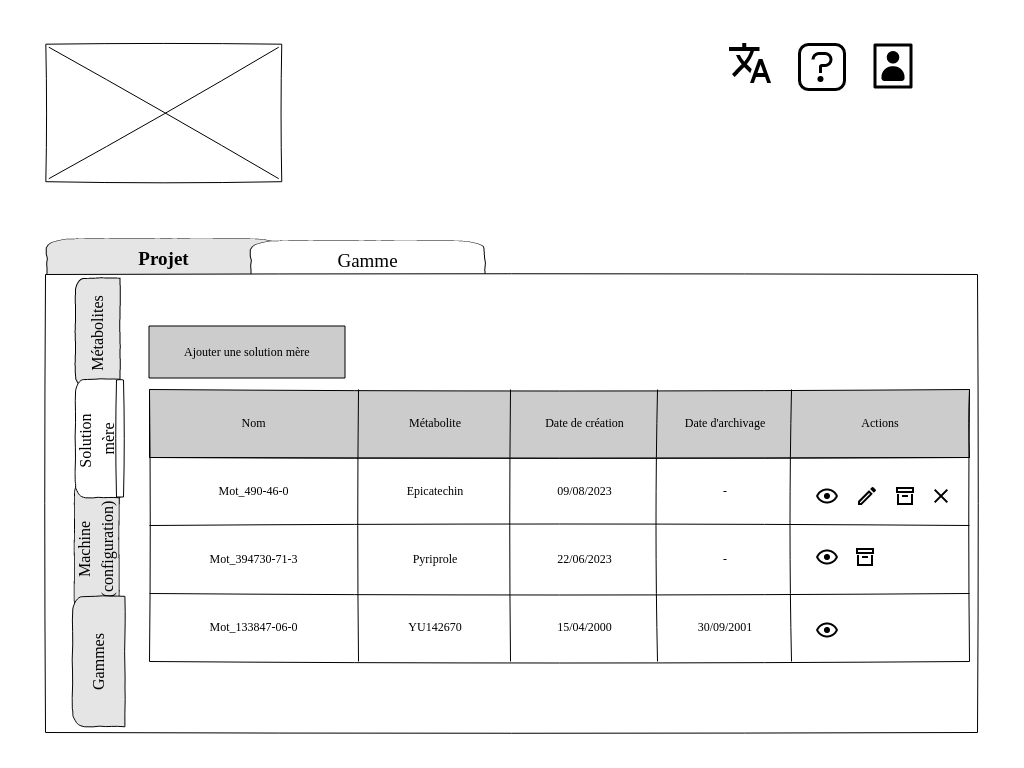 Projet
Gamme
Métabolites
Solution
mère
Machine
(configuration)
Gammes
Ajouter une solution mère
Nom Métabolite Date de création Date d'archivage Actions
Mot_490-46-0 Epicatechin 09/08/2023 -
Mot_394730-71-3 Pyriprole 22/06/2023 -
Mot_133847-06-0 YU142670 15/04/2000 30/09/2001